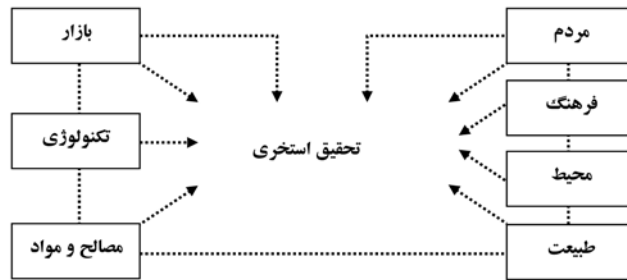 مردم
بازار
فرهنگ
تکنولوژی
تحقیق استخری
محیط
طبیعت
مصالح و مواد